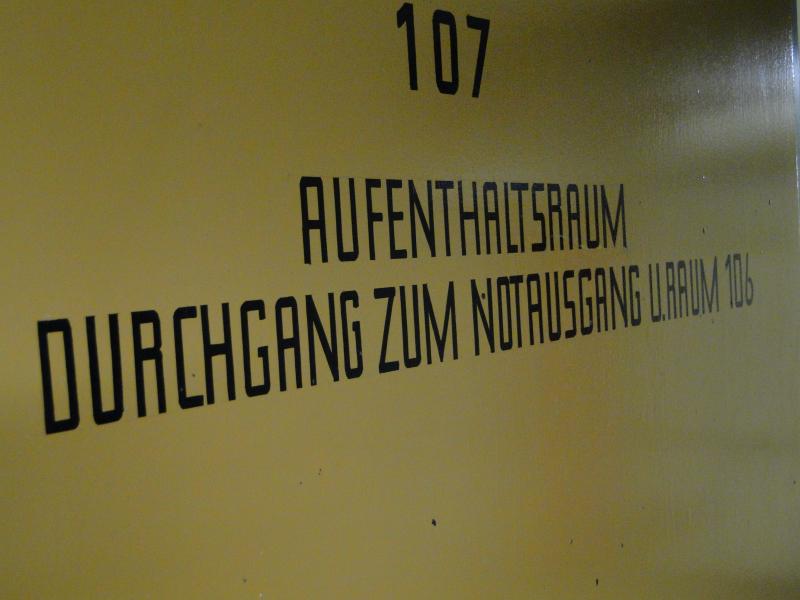 107
AUFENTHALTSRAUM
DURCHGANG ZUM NOTAUSGANG U.RAUM 106